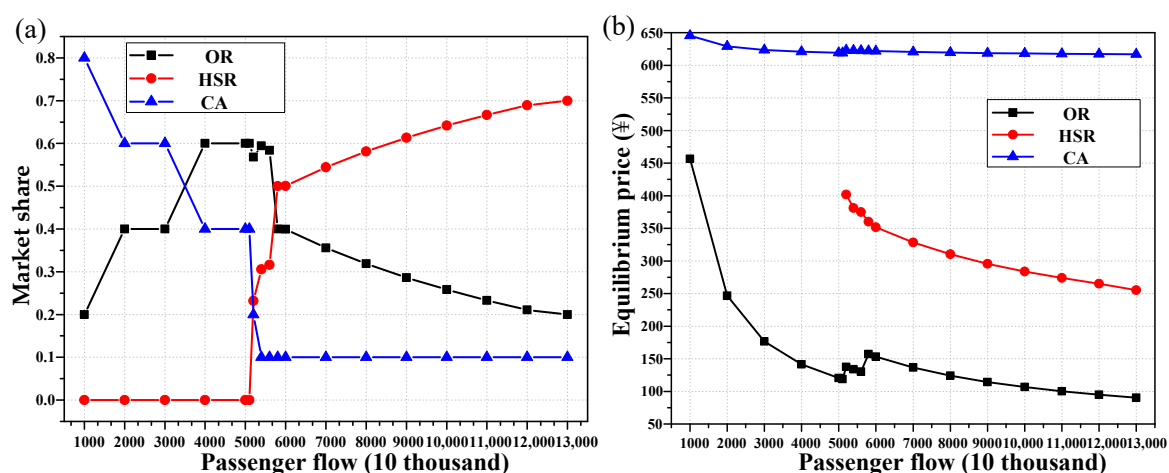 (a)
OR
HSR
CA
0.8
0.7
0.6
0.5
0.4
0.3
0.2
0.1
0.0
Market share
1000 2000 3000 4000 5000 6000 7000 8000 9000 10,000 11,000 12,000 13,000
Passenger flow (10 thousand)
(b)
OR
HSR
CA
650
600
550
500
450
400
350
300
250
200
150
100
50
Equilibrium price (¥)
1000 2000 3000 4000 5000 6000 7000 8000 9000 10,000 11,000 12,000 13,000
Passenger flow (10 thousand)